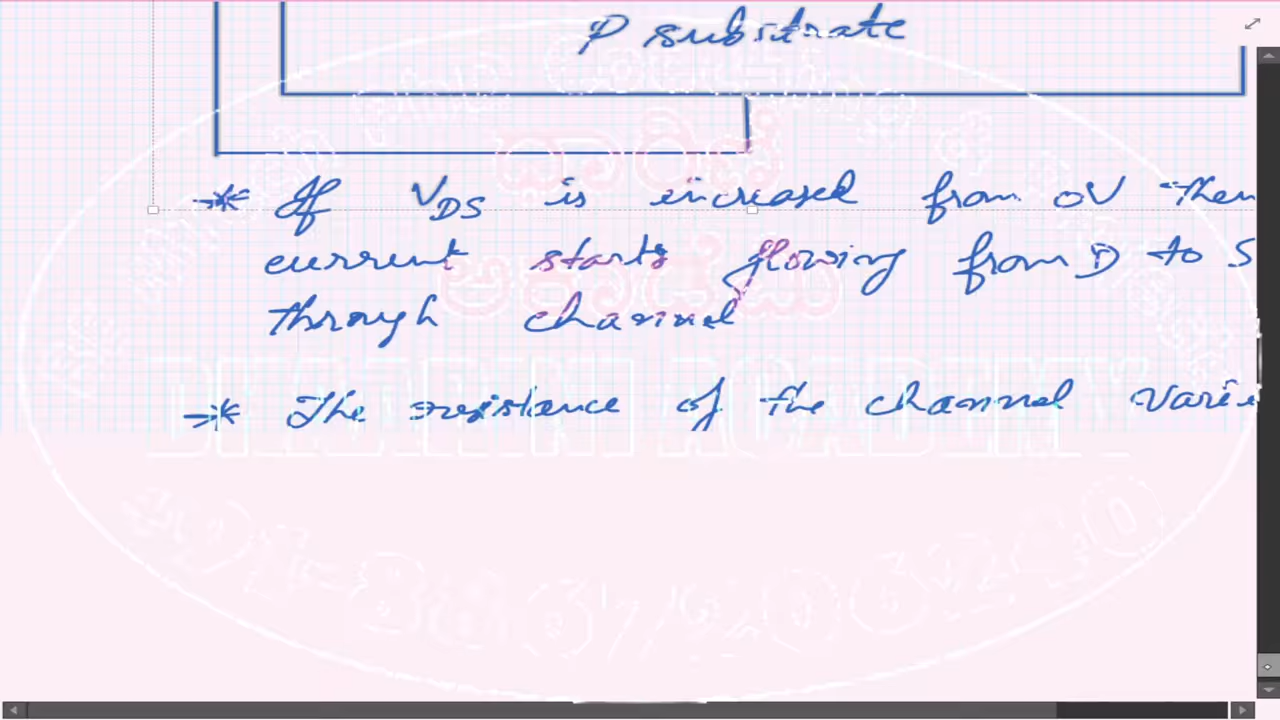 P substrate
* If VDS is increased from 0V then
current starts flowing from D to S
through channel
* The resistance of the channel varie